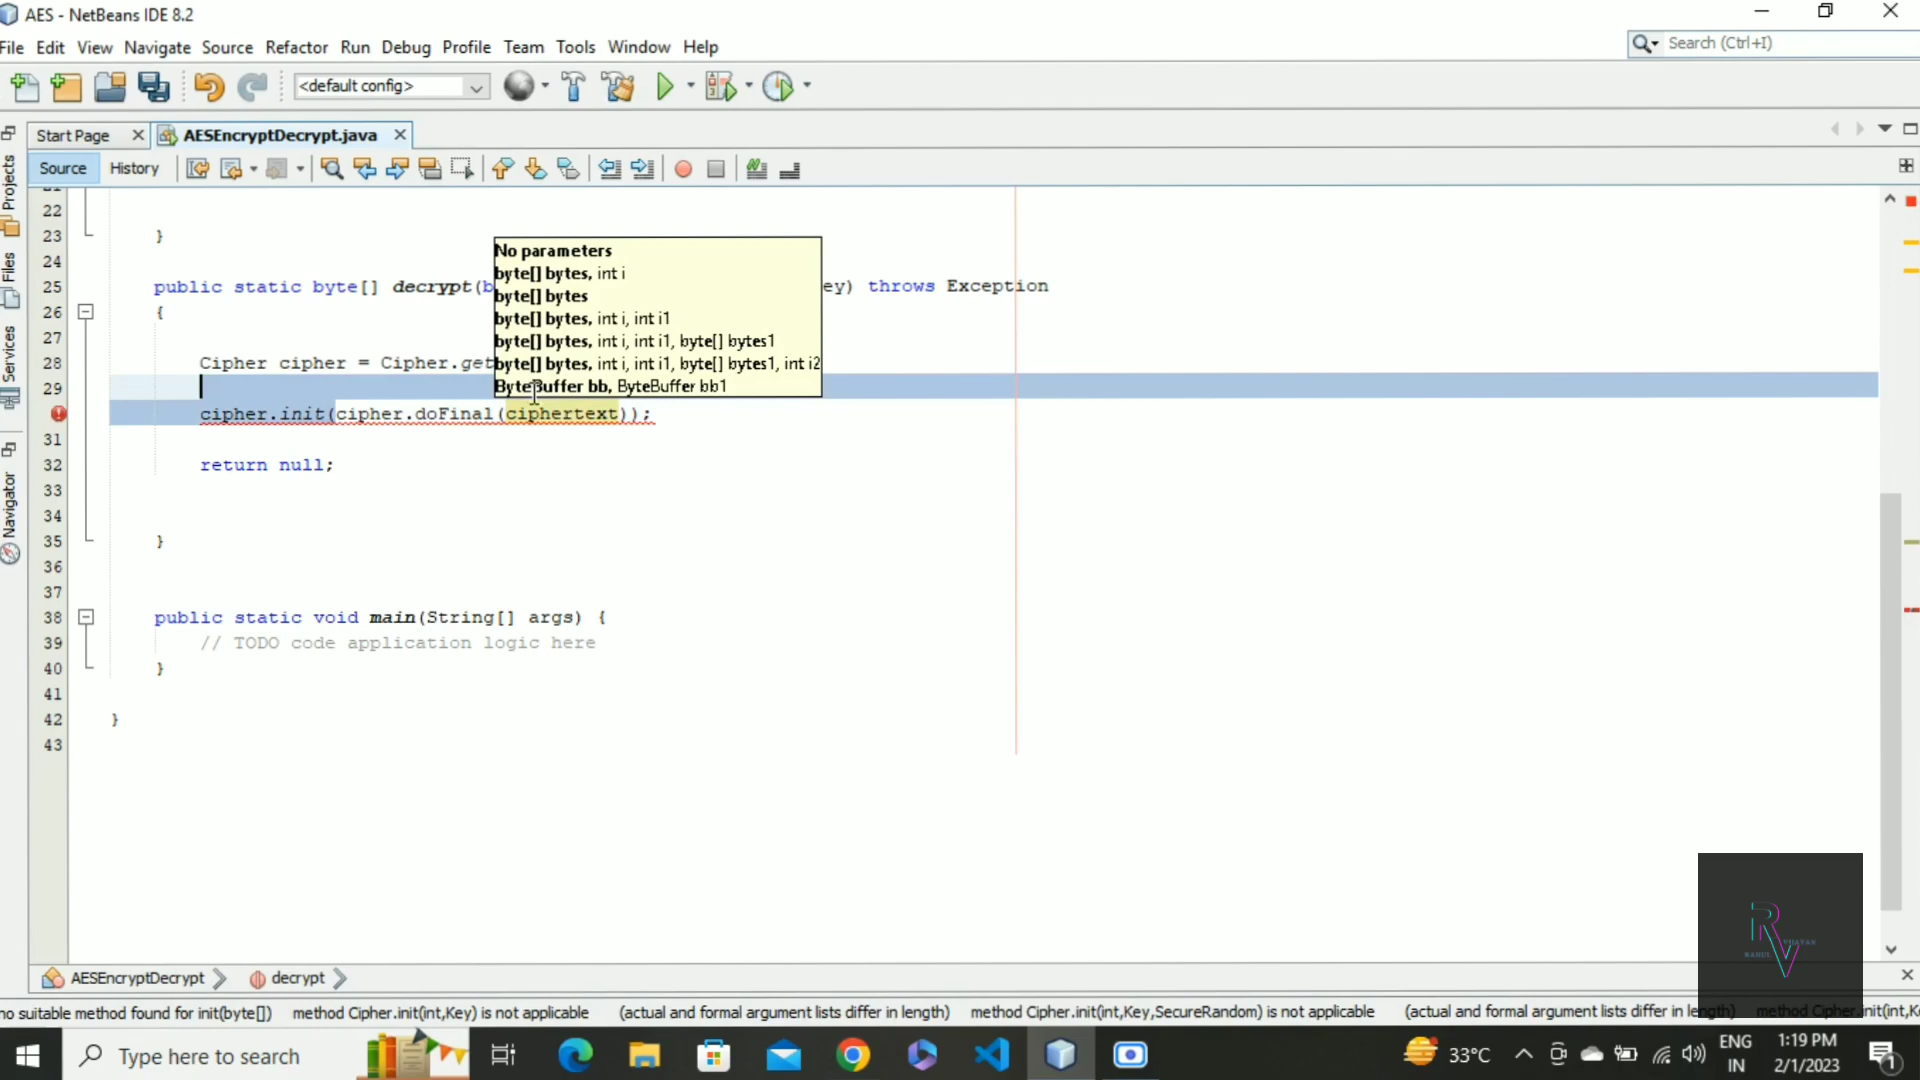 AES - NetBeans IDE 8.2
File Edit View Navigate Source Refactor Run Debug Profile Team Tools Window Help
Search (Ctrl+I)
<default config>
Start Page AESEncryptDecrypt.java
Source History
Projects
Files
Services
Navigator
22
23 }
24
25 public static byte[] decrypt(b ey) throws Exception
26 {
27
28 Cipher cipher = Cipher.get
29
cipher.init(cipher.doFinal(ciphertext));
31
32 return null;
33
34
35 }
36
37
38 public static void main(String[] args) {
39 // TODO code application logic here
40 }
41
42 }
43
No parameters
byte[] bytes, int i
byte[] bytes
byte[] bytes, int i, int i1
byte[] bytes, int i, int i1, byte[] bytes1
byte[] bytes, int i, int i1, byte[] bytes1, int i2
ByteBuffer bb, ByteBuffer bb1
RV
AESEncryptDecrypt decrypt
no suitable method found for init(byte[]) method Cipher.init(int,Key) is not applicable (actual and formal argument lists differ in length) method Cipher.init(int,Key,SecureRandom) is not applicable (actual and formal argument lists differ in length) method Cipher.init(int,K
Type here to search
33°C
ENG
IN
1:19 PM
2/1/2023
1